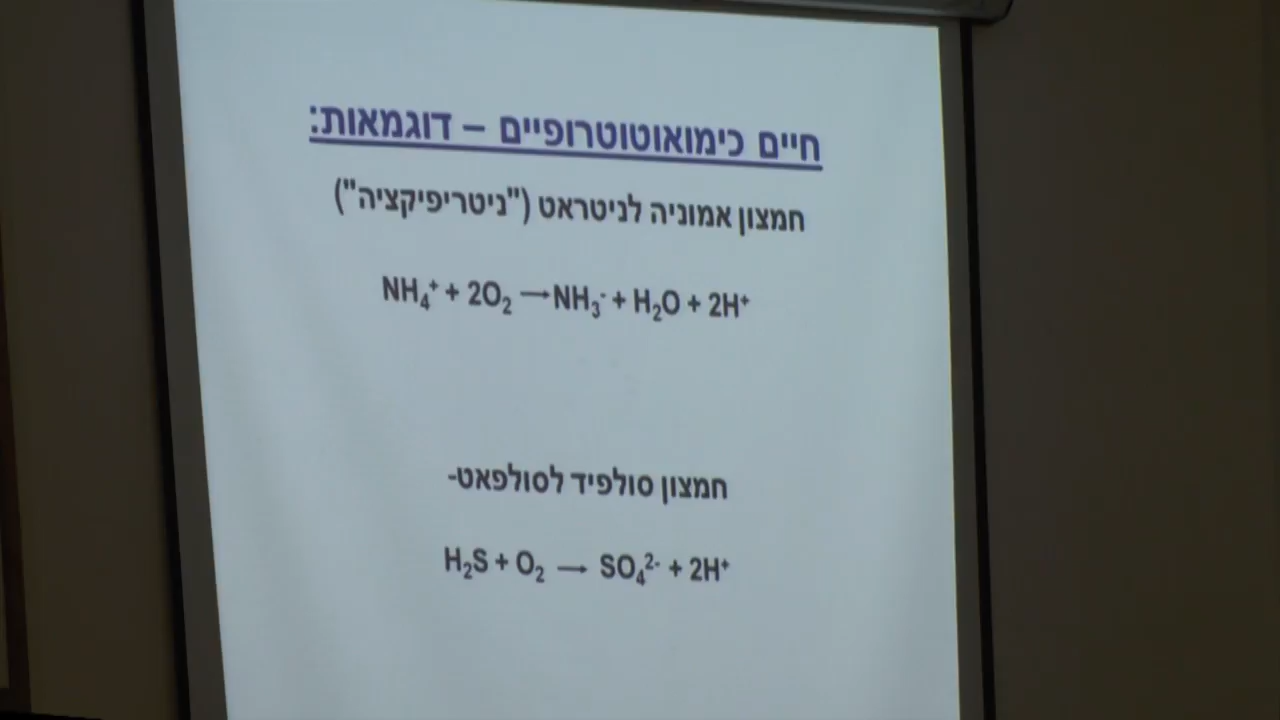 חיים כימואוטוטרופיים – דוגמאות:
חמצון אמוניה לניטראט ("ניטריפיקציה")
NH₄⁺ + 2O₂ → NH₃⁻ + H₂O + 2H⁺
חמצון סולפיד לסולפאט-
H₂S + O₂ → SO₄²⁻ + 2H⁺